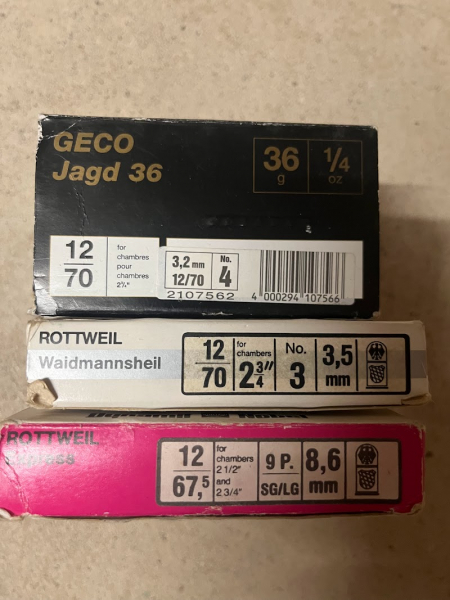 GECO
Jagd 36
36
g
1/4
oz
12
70
for
chambres
pour
chambres
2¾"
3,2 mm
12/70
No.
4
2107562
4 000294 107566
ROTTWEIL
Waidmannsheil
12
70
for
chambers
2 3/4"
No.
3
3,5
mm
ROTTWEIL
Express
12
67,5
for
chambers
2 1/2"
and
2 3/4"
9 P.
SG/LG
8,6
mm